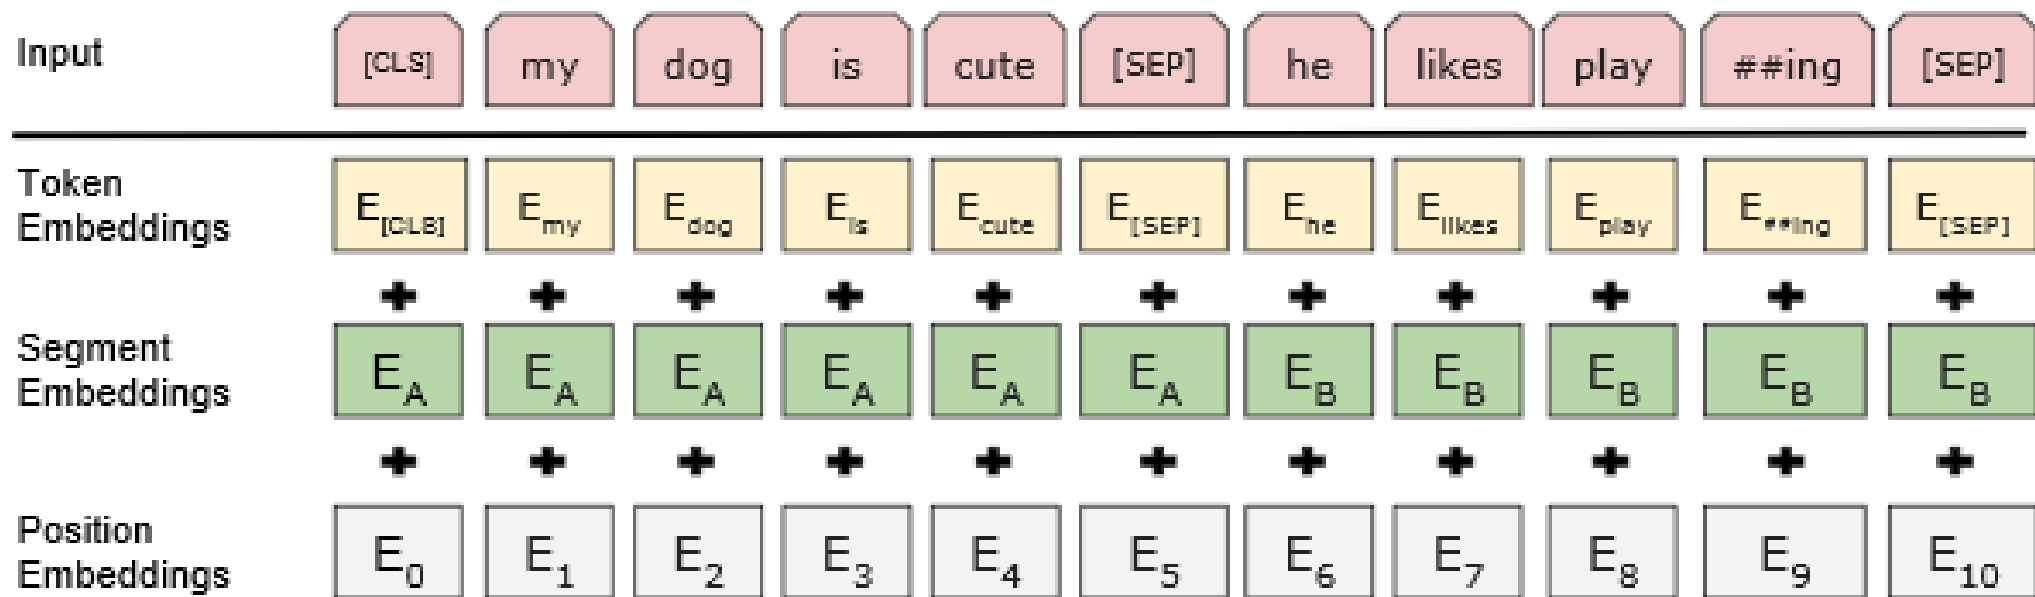 Input [CLS] my dog is cute [SEP] he likes play ##ing [SEP]
Token
Embeddings
E[CLS] Emy Edog Eis Ecute E[SEP] Ehe Elikes Eplay E##ing E[SEP]
+ + + + + + + + + + +
Segment
Embeddings
EA EA EA EA EA EA EB EB EB EB EB
+ + + + + + + + + + +
Position
Embeddings
E0 E1 E2 E3 E4 E5 E6 E7 E8 E9 E10